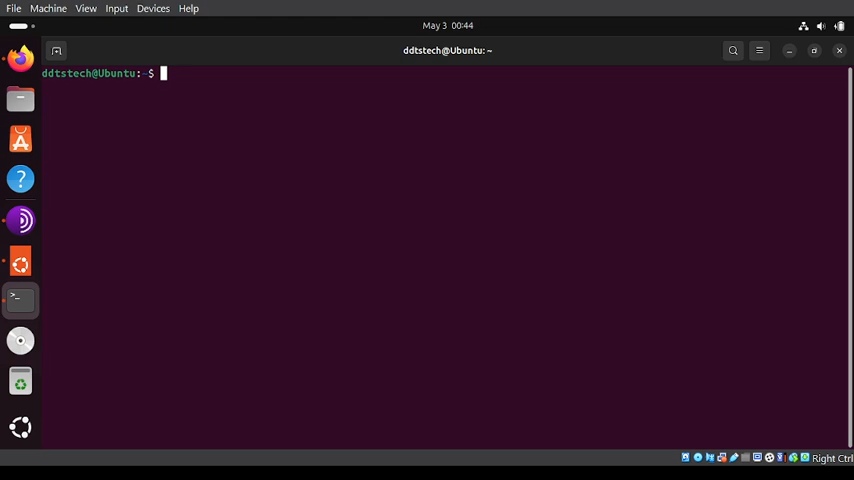 File Machine View Input Devices Help
May 3 00:44
ddtstech@Ubuntu: ~
ddtstech@Ubuntu:~$
Right Ctrl